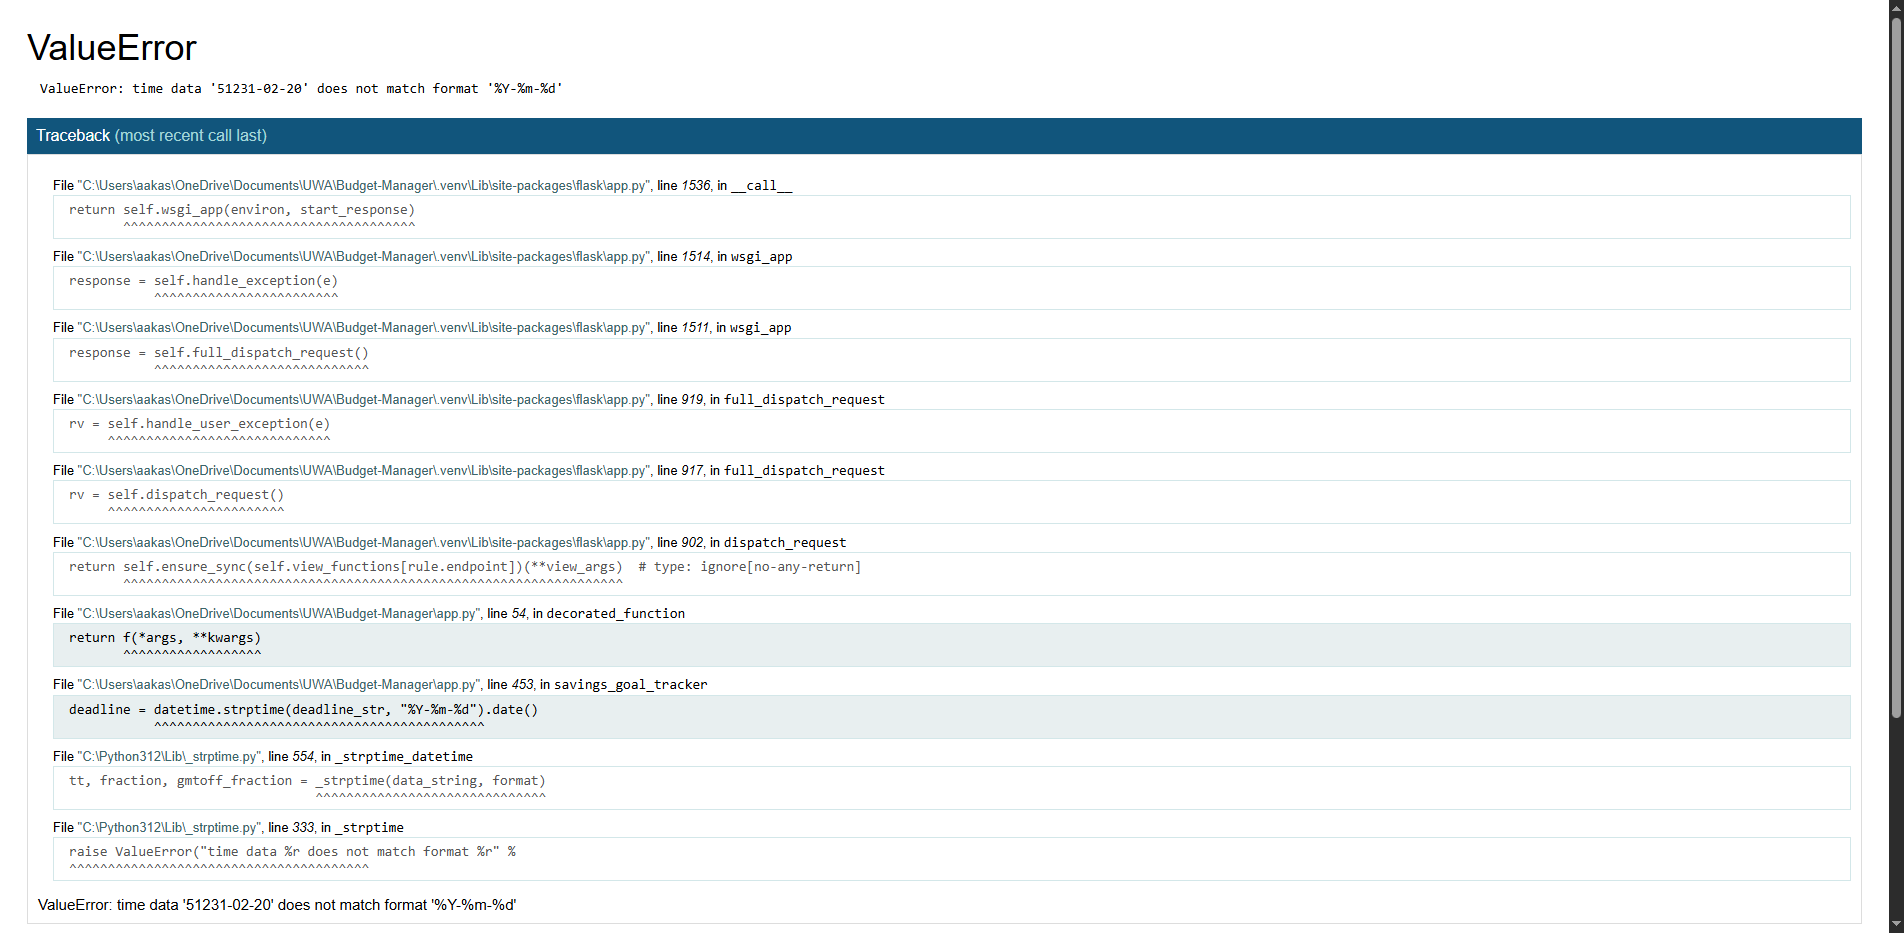 ValueError
ValueError: time data '51231-02-20' does not match format '%Y-%m-%d'
Traceback (most recent call last)
File "C:\Users\aakas\OneDrive\Documents\UWA\Budget-Manager\.venv\Lib\site-packages\flask\app.py", line 1536, in __call__
return self.wsgi_app(environ, start_response)
^^^^^^^^^^^^^^^^^^^^^^^^^^^^^^^^^^^^^^
File "C:\Users\aakas\OneDrive\Documents\UWA\Budget-Manager\.venv\Lib\site-packages\flask\app.py", line 1514, in wsgi_app
response = self.handle_exception(e)
^^^^^^^^^^^^^^^^^^^^^^^^
File "C:\Users\aakas\OneDrive\Documents\UWA\Budget-Manager\.venv\Lib\site-packages\flask\app.py", line 1511, in wsgi_app
response = self.full_dispatch_request()
^^^^^^^^^^^^^^^^^^^^^^^^^^^^
File "C:\Users\aakas\OneDrive\Documents\UWA\Budget-Manager\.venv\Lib\site-packages\flask\app.py", line 919, in full_dispatch_request
rv = self.handle_user_exception(e)
^^^^^^^^^^^^^^^^^^^^^^^^^^^^^
File "C:\Users\aakas\OneDrive\Documents\UWA\Budget-Manager\.venv\Lib\site-packages\flask\app.py", line 917, in full_dispatch_request
rv = self.dispatch_request()
^^^^^^^^^^^^^^^^^^^^^^^
File "C:\Users\aakas\OneDrive\Documents\UWA\Budget-Manager\.venv\Lib\site-packages\flask\app.py", line 902, in dispatch_request
return self.ensure_sync(self.view_functions[rule.endpoint])(**view_args)  # type: ignore[no-any-return]
^^^^^^^^^^^^^^^^^^^^^^^^^^^^^^^^^^^^^^^^^^^^^^^^^^^^^^^^^^^^^^^^^
File "C:\Users\aakas\OneDrive\Documents\UWA\Budget-Manager\app.py", line 54, in decorated_function
return f(*args, **kwargs)
^^^^^^^^^^^^^^^^^^
File "C:\Users\aakas\OneDrive\Documents\UWA\Budget-Manager\app.py", line 453, in savings_goal_tracker
deadline = datetime.strptime(deadline_str, "%Y-%m-%d").date()
^^^^^^^^^^^^^^^^^^^^^^^^^^^^^^^^^^^^^^^^^^^
File "C:\Python312\Lib\_strptime.py", line 554, in _strptime_datetime
tt, fraction, gmtoff_fraction = _strptime(data_string, format)
^^^^^^^^^^^^^^^^^^^^^^^^^^^^^^
File "C:\Python312\Lib\_strptime.py", line 333, in _strptime
raise ValueError("time data %r does not match format %r" %
^^^^^^^^^^^^^^^^^^^^^^^^^^^^^^^^^^^^^^^
ValueError: time data '51231-02-20' does not match format '%Y-%m-%d'